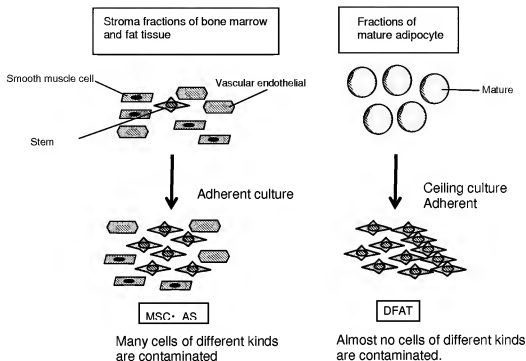 Stroma fractions of bone marrow
and fat tissue
Fractions of
mature adipocyte
Smooth muscle cell
Vascular endothelial
Mature
Stem
Adherent culture
Ceiling culture
Adherent
MSC・ AS
DFAT
Many cells of different kinds
are contaminated
Almost no cells of different kinds
are contaminated.